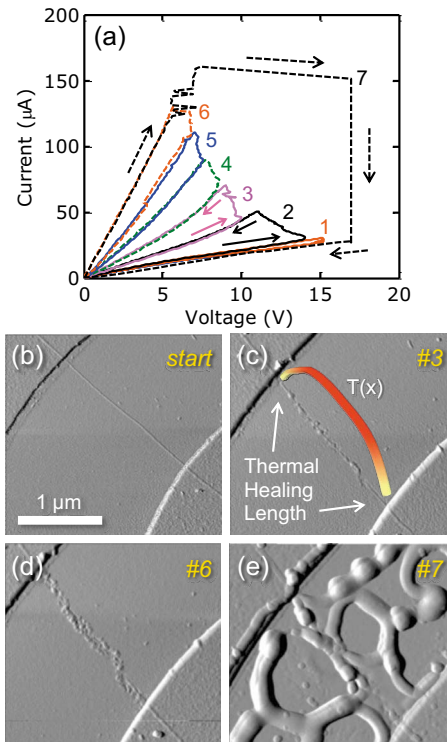 (a)
Current (µA)
200
150
100
50
0
7
6
5
4
3
2
1
0 5 10 15 20
Voltage (V)
(b) start
1 µm
(c) #3
T(x)
Thermal
Healing
Length
(d) #6
(e) #7